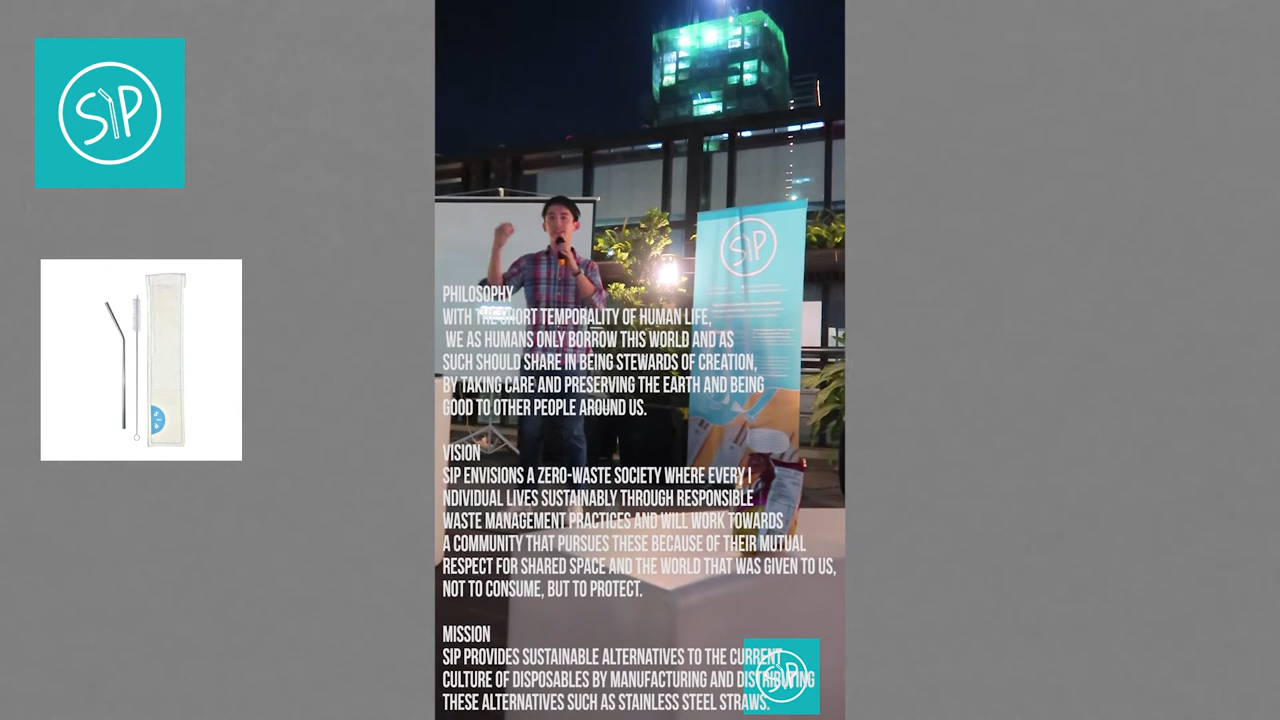 SIP
SIP
PHILOSOPHY
WITH THE SHORT TEMPORALITY OF HUMAN LIFE,
WE AS HUMANS ONLY BORROW THIS WORLD AND AS
SUCH SHOULD SHARE IN BEING STEWARDS OF CREATION,
BY TAKING CARE AND PRESERVING THE EARTH AND BEING
GOOD TO OTHER PEOPLE AROUND US.
VISION
SIP ENVISIONS A ZERO-WASTE SOCIETY WHERE EVERY I
NDIVIDUAL LIVES SUSTAINABLY THROUGH RESPONSIBLE
WASTE MANAGEMENT PRACTICES AND WILL WORK TOWARDS
A COMMUNITY THAT PURSUES THESE BECAUSE OF THEIR MUTUAL
RESPECT FOR SHARED SPACE AND THE WORLD THAT WAS GIVEN TO US,
NOT TO CONSUME, BUT TO PROTECT.
MISSION
SIP PROVIDES SUSTAINABLE ALTERNATIVES TO THE CURRENT
CULTURE OF DISPOSABLES BY MANUFACTURING AND DISTRIBUTING
THESE ALTERNATIVES SUCH AS STAINLESS STEEL STRAWS.
SIP
sip